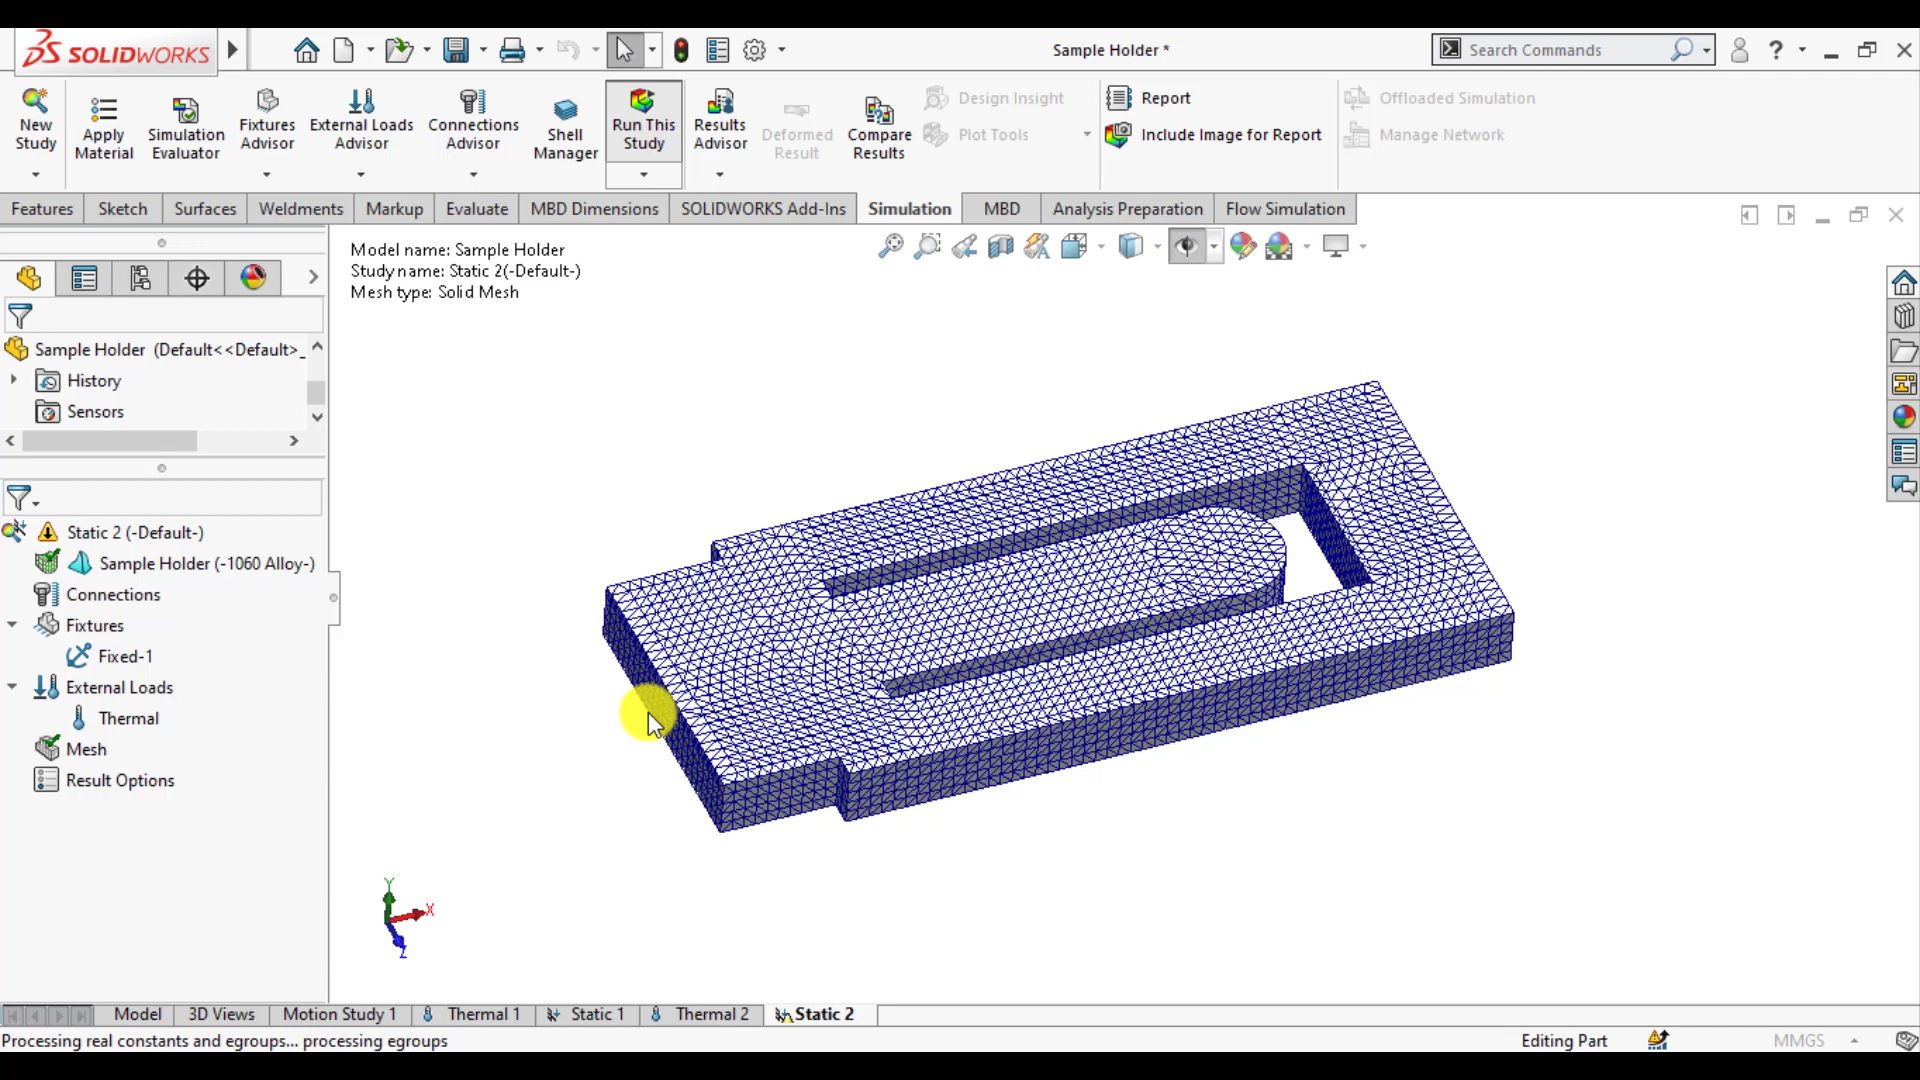 SOLIDWORKS
Sample Holder *
Search Commands
?
New Study
Apply Material
Simulation Evaluator
Fixtures Advisor
External Loads Advisor
Connections Advisor
Shell Manager
Run This Study
Results Advisor
Deformed Result
Compare Results
Design Insight
Plot Tools
Report
Include Image for Report
Offloaded Simulation
Manage Network
Features
Sketch
Surfaces
Weldments
Markup
Evaluate
MBD Dimensions
SOLIDWORKS Add-Ins
Simulation
MBD
Analysis Preparation
Flow Simulation
Model name: Sample Holder
Study name: Static 2(-Default-)
Mesh type: Solid Mesh
Sample Holder (Default<<Default>_
History
Sensors
Static 2 (-Default-)
Sample Holder (-1060 Alloy-)
Connections
Fixtures
Fixed-1
External Loads
Thermal
Mesh
Result Options
Y
X
Z
Model
3D Views
Motion Study 1
Thermal 1
Static 1
Thermal 2
Static 2
Processing real constants and egroups... processing egroups
Editing Part
MMGS